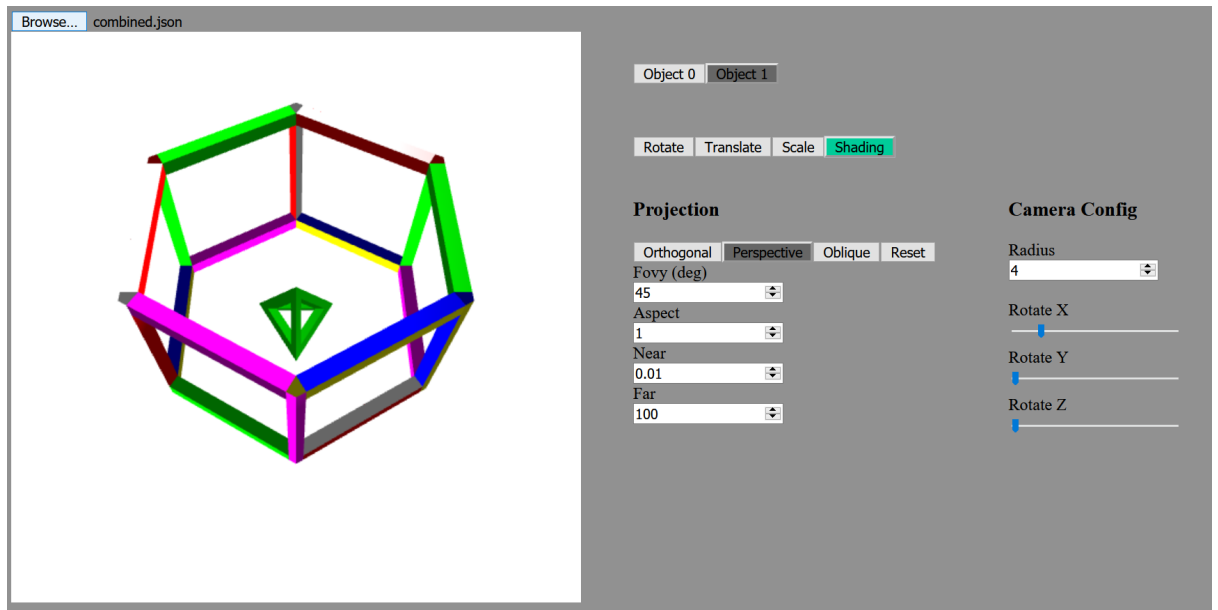 Browse... combined.json
Object 0 Object 1
Rotate Translate Scale Shading
Projection
Orthogonal Perspective Oblique Reset
Fovy (deg)
45
Aspect
1
Near
0.01
Far
100
Camera Config
Radius
4
Rotate X
Rotate Y
Rotate Z